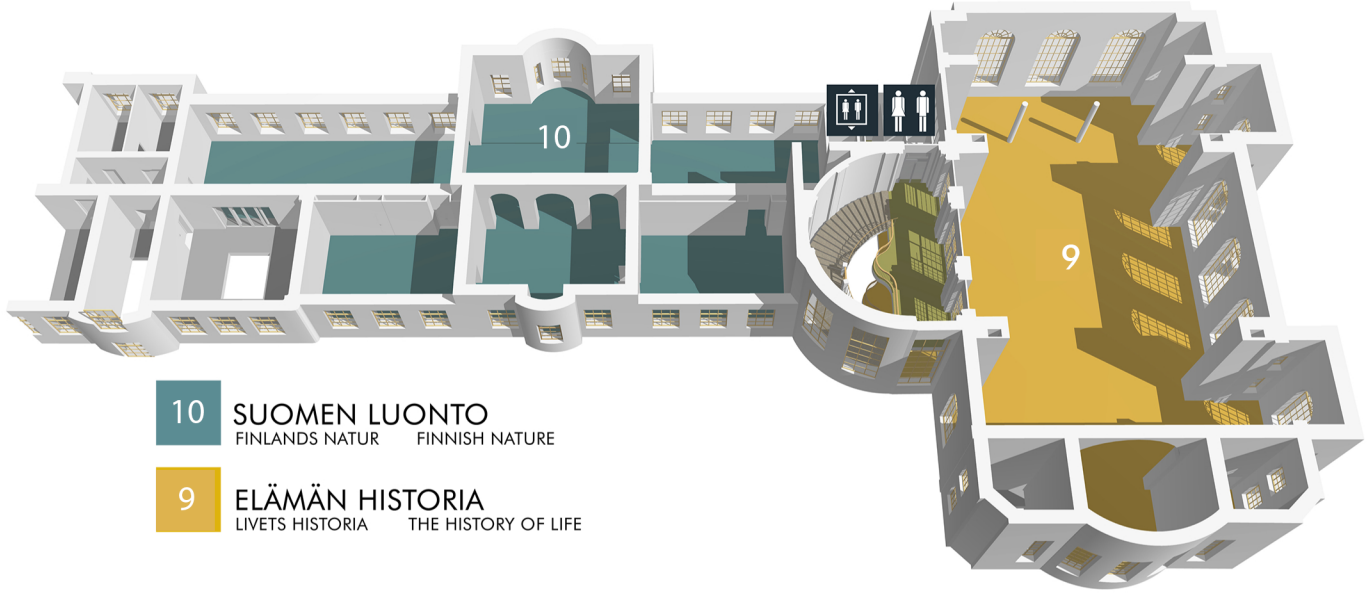 10
9
10 SUOMEN LUONTO
FINLANDS NATUR FINNISH NATURE
9 ELÄMÄN HISTORIA
LIVETS HISTORIA THE HISTORY OF LIFE